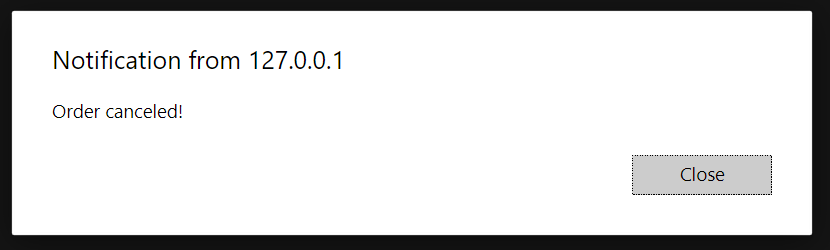 Notification from 127.0.0.1
Order canceled!
Close